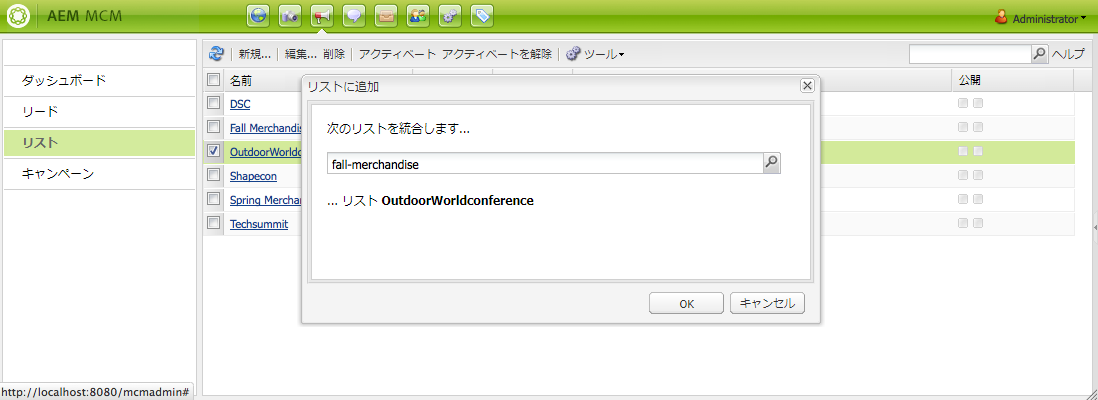 AEM MCM
Administrator
ダッシュボード
リード
リスト
キャンペーン
新規... 編集... 削除 アクティベート アクティベートを解除 ツール
ヘルプ
名前 公開
DSC
Fall Merchandis
OutdoorWorldc
Shapecon
Spring Merchan
Techsummit
リストに追加
次のリストを統合します...
fall-merchandise
... リスト OutdoorWorldconference
OK キャンセル
http://localhost:8080/mcmadmin#